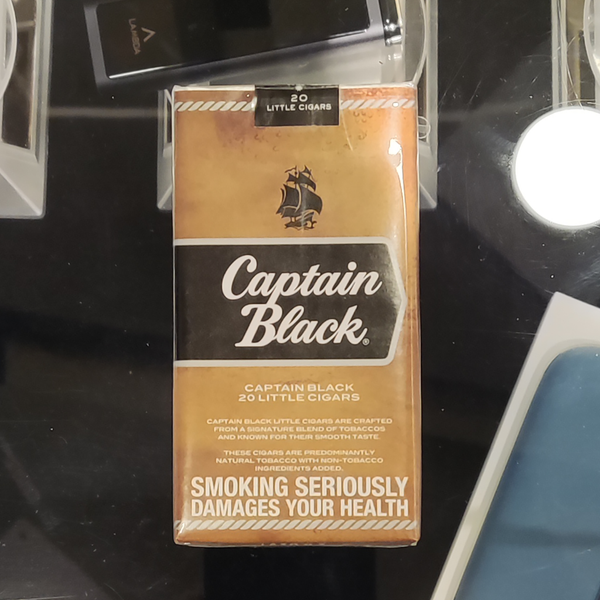 LAMBDA
20
LITTLE CIGARS
Captain
Black®
CAPTAIN BLACK
20 LITTLE CIGARS
CAPTAIN BLACK LITTLE CIGARS ARE CRAFTED
FROM A SIGNATURE BLEND OF TOBACCOS
AND KNOWN FOR THEIR SMOOTH TASTE.
THESE CIGARS ARE PREDOMINANTLY
NATURAL TOBACCO WITH NON-TOBACCO
INGREDIENTS ADDED.
SMOKING SERIOUSLY
DAMAGES YOUR HEALTH